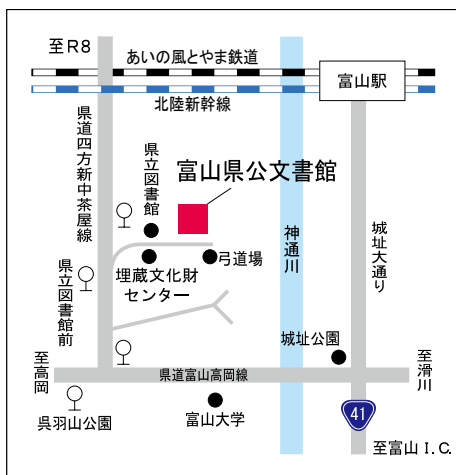 至R8
あいの風とやま鉄道
富山駅
北陸新幹線
県道四方新中茶屋線
県立図書館
富山県公文書館
神通川
城址大通り
弓道場
埋蔵文化財
センター
県立図書館前
城址公園
至高岡
県道富山高岡線
至滑川
呉羽山公園
富山大学
41
至富山I.C.